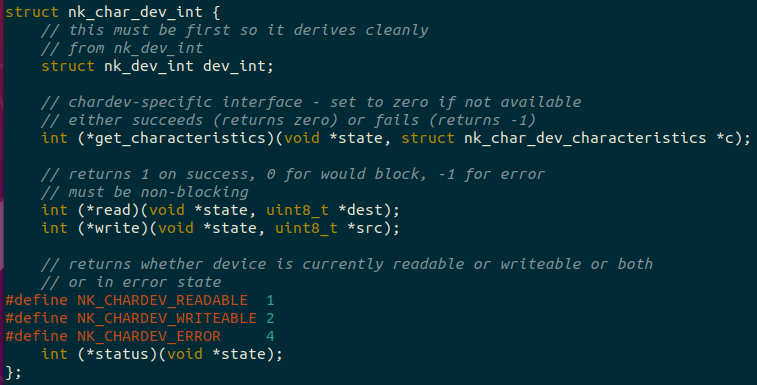 struct nk_char_dev_int {
    // this must be first so it derives cleanly
    // from nk_dev_int
    struct nk_dev_int dev_int;

    // chardev-specific interface - set to zero if not available
    // either succeeds (returns zero) or fails (returns -1)
    int (*get_characteristics)(void *state, struct nk_char_dev_characteristics *c);

    // returns 1 on success, 0 for would block, -1 for error
    // must be non-blocking
    int (*read)(void *state, uint8_t *dest);
    int (*write)(void *state, uint8_t *src);

    // returns whether device is currently readable or writeable or both
    // or in error state
#define NK_CHARDEV_READABLE  1
#define NK_CHARDEV_WRITEABLE 2
#define NK_CHARDEV_ERROR     4
    int (*status)(void *state);
};